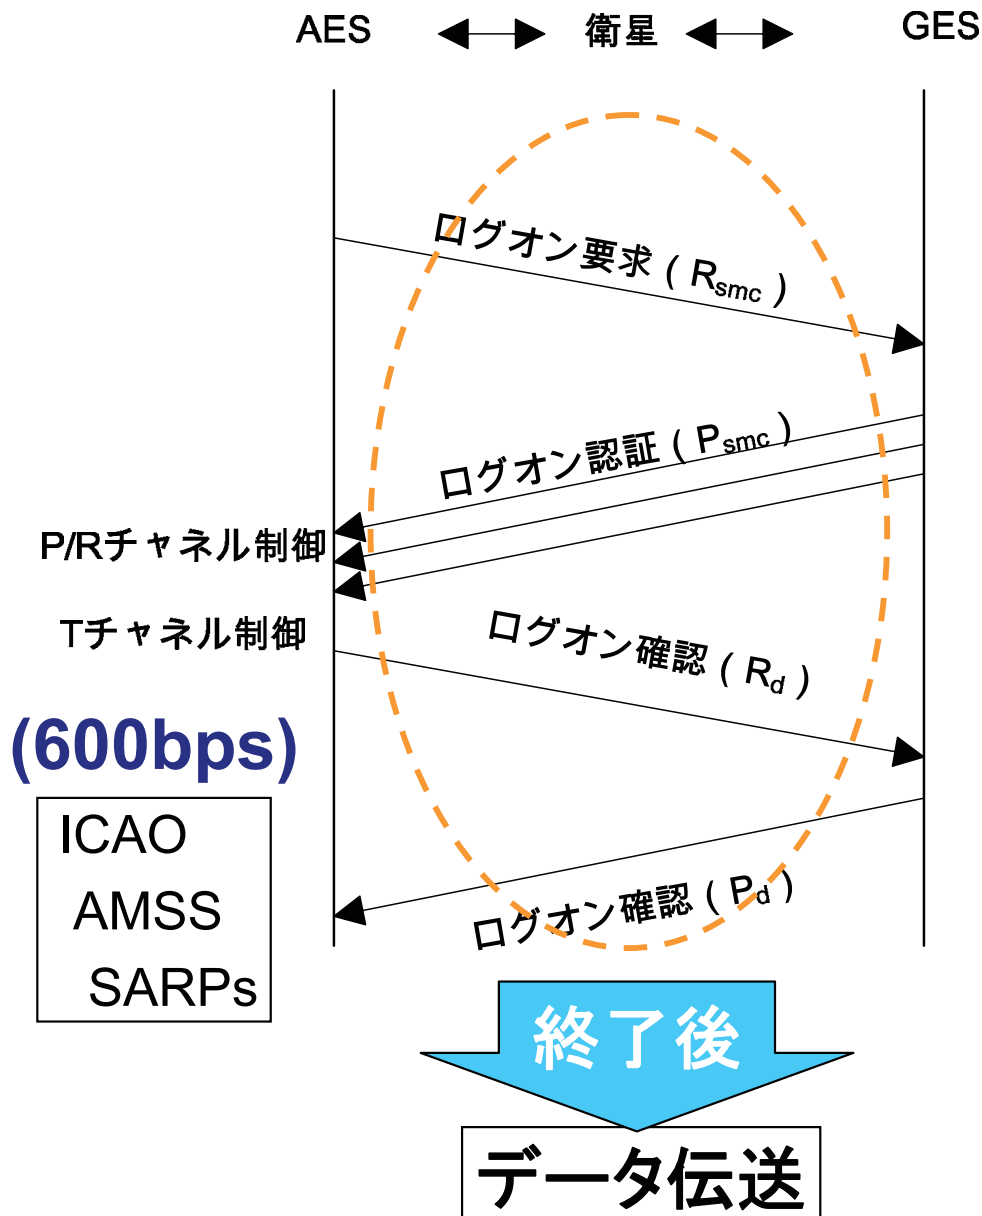 AES 衛星 GES
ログオン要求 ( Rsmc )
ログオン認証 ( Psmc )
P/Rチャネル制御
Tチャネル制御
ログオン確認 ( Rd )
(600bps)
ICAO
AMSS
SARPs
ログオン確認 ( Pd )
終了後
データ伝送